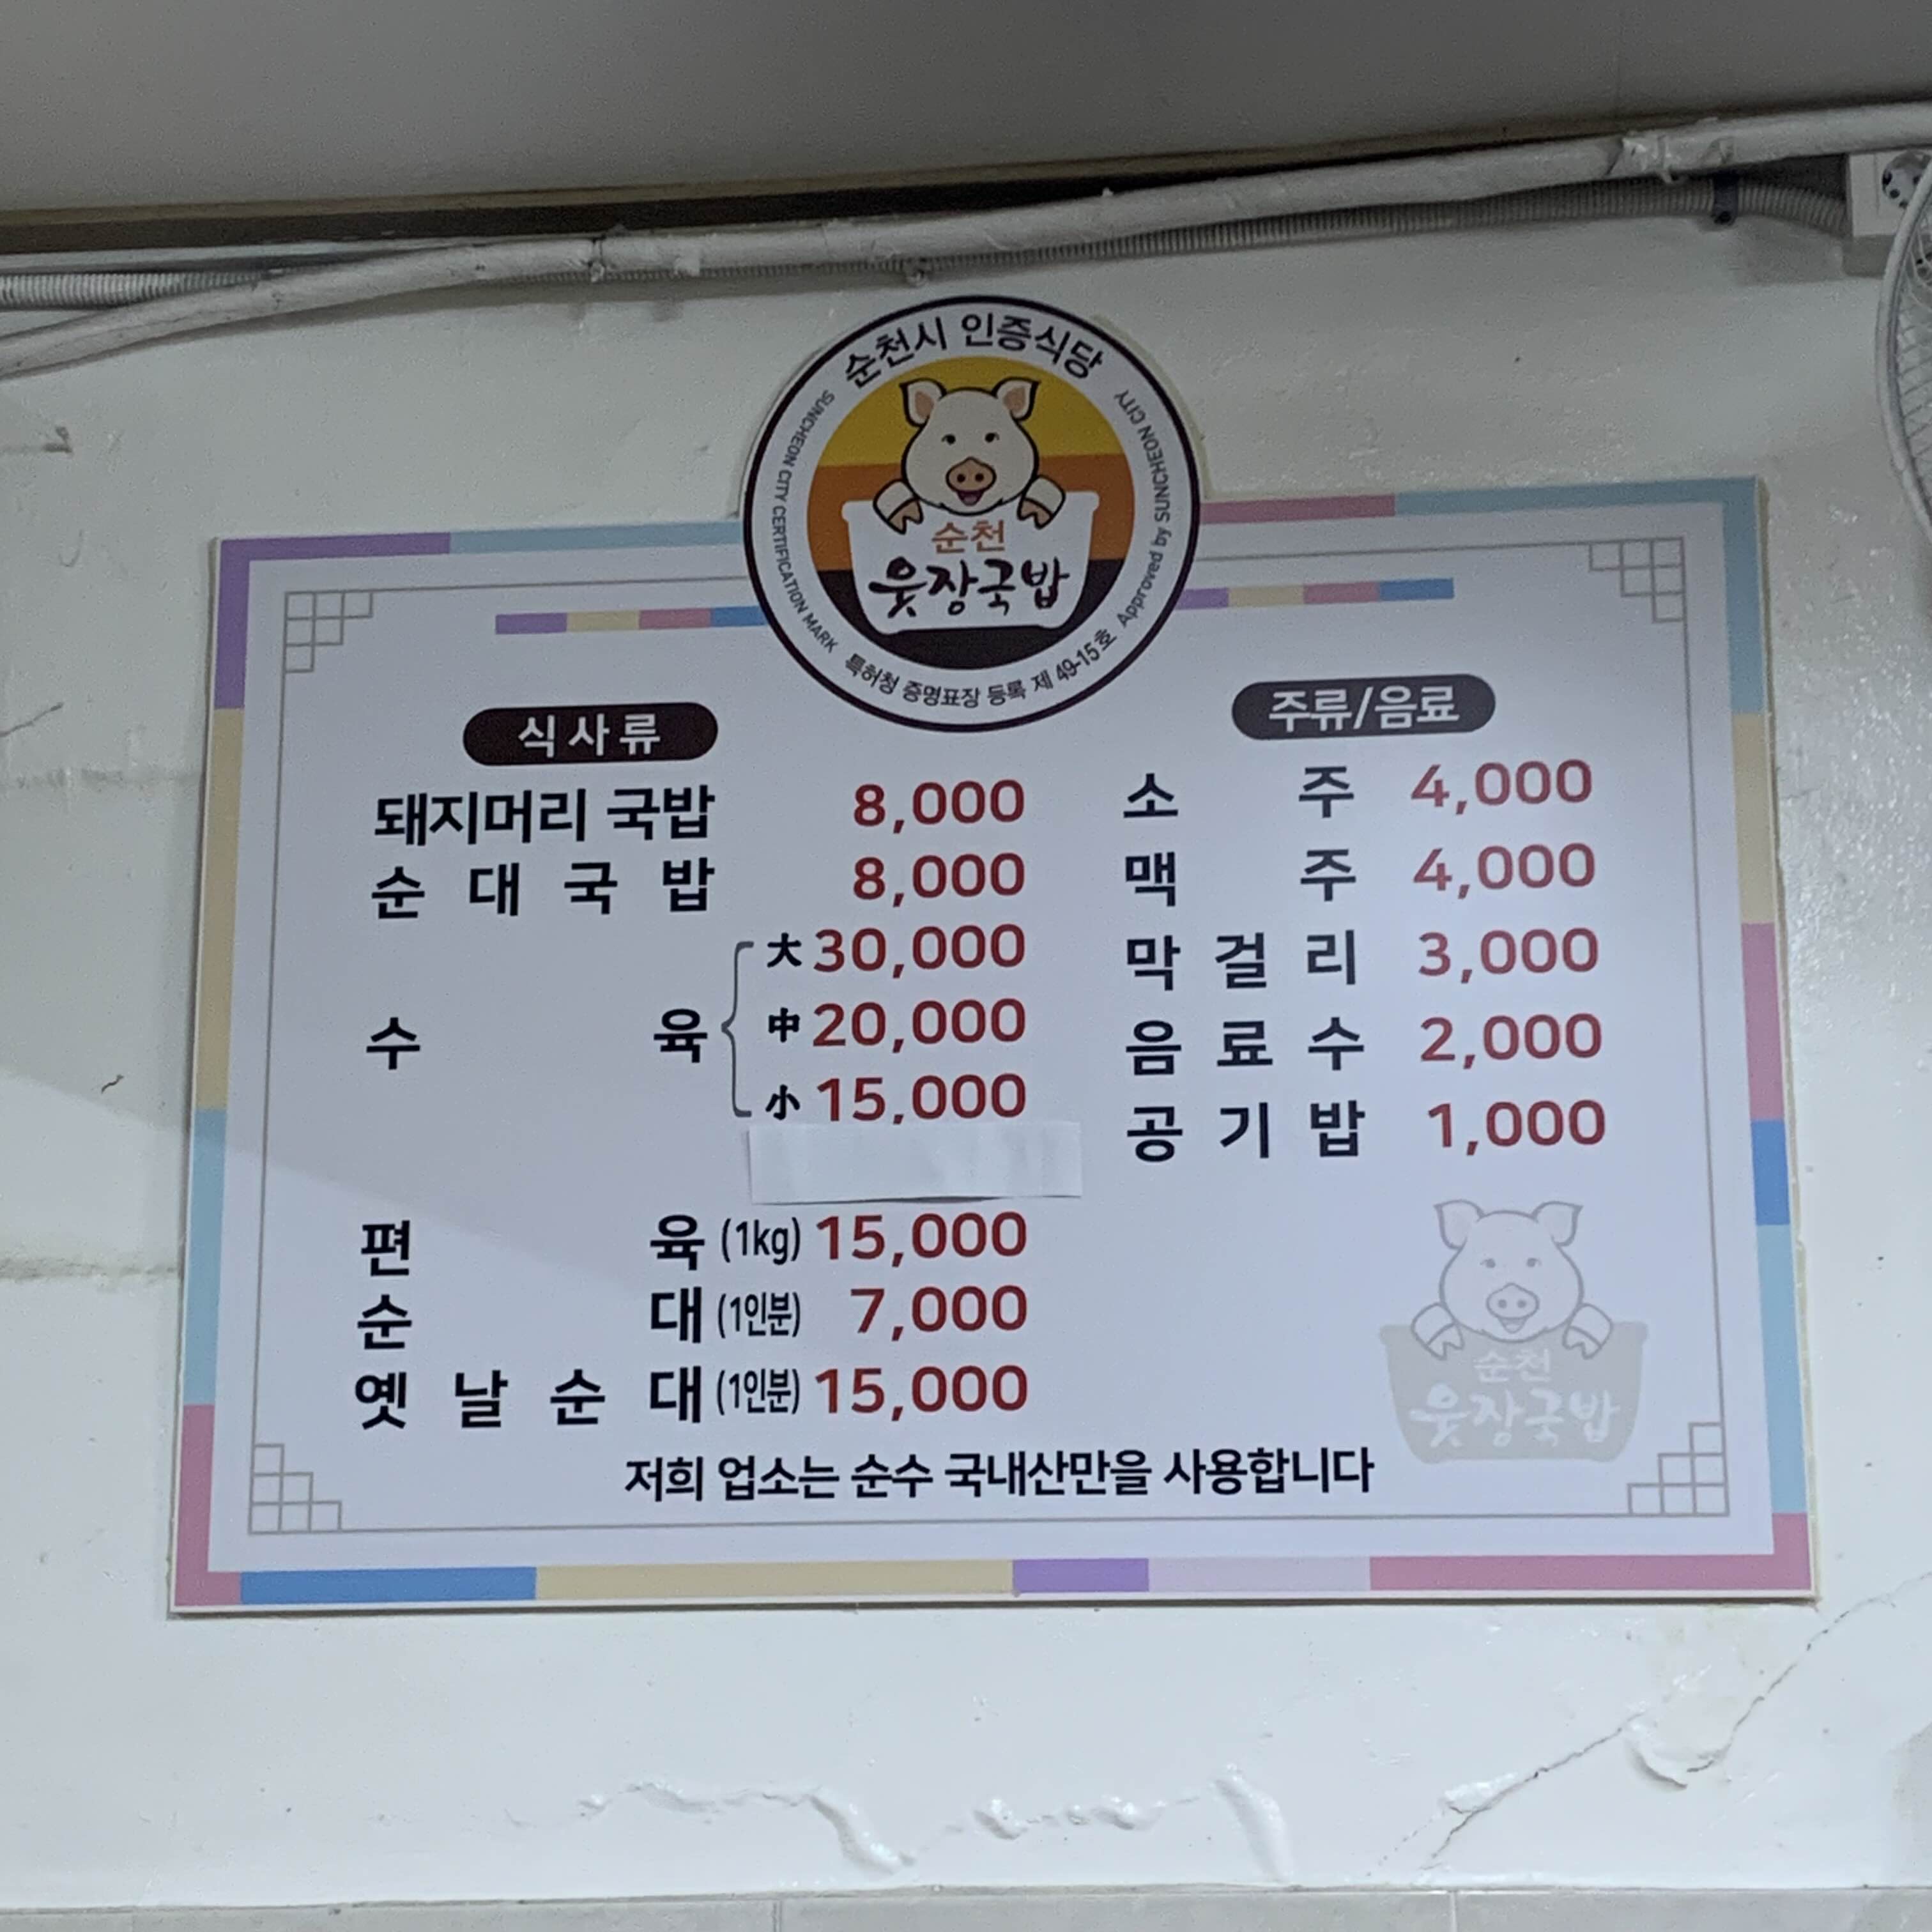 순천시 인증식당
SUNCHEON CITY CERTIFICATION MARK
Approved by SUNCHEON CITY
순천
웃장국밥
특허청 증명표장 등록 제 49-15호
식사류
돼지머리 국밥 8,000
순대국밥 8,000
수육 大 30,000
中 20,000
小 15,000
편육 (1kg) 15,000
순대 (1인분) 7,000
옛날순대 (1인분) 15,000
주류/음료
소주 4,000
맥주 4,000
막걸리 3,000
음료수 2,000
공기밥 1,000
순천
웃장국밥
저희 업소는 순수 국내산만을 사용합니다